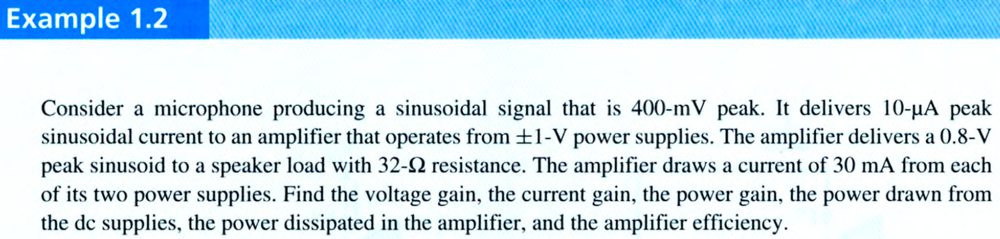 Example 1.2
Consider a microphone producing a sinusoidal signal that is 400-mV peak. It delivers 10-μA peak
sinusoidal current to an amplifier that operates from ±1-V power supplies. The amplifier delivers a 0.8-V
peak sinusoid to a speaker load with 32-Ω resistance. The amplifier draws a current of 30 mA from each
of its two power supplies. Find the voltage gain, the current gain, the power gain, the power drawn from
the dc supplies, the power dissipated in the amplifier, and the amplifier efficiency.